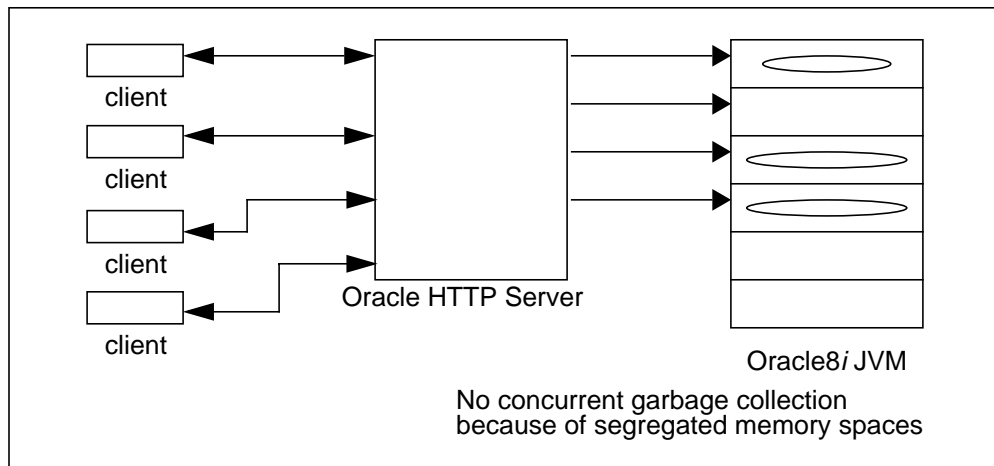 client
client
client
client
Oracle HTTP Server
Oracle8i JVM
No concurrent garbage collection
because of segregated memory spaces